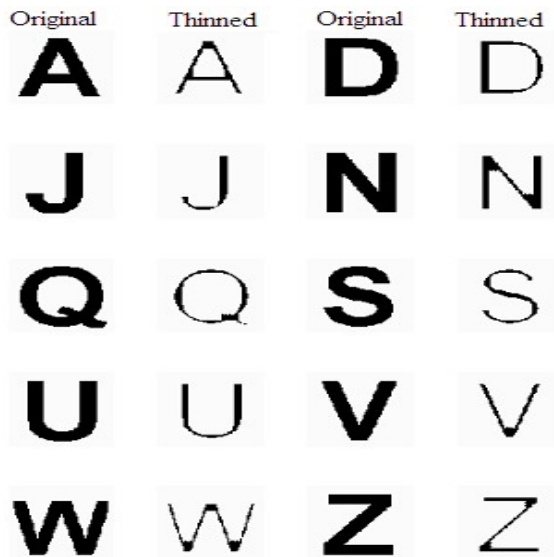 Original Thinned Original Thinned
A A D D
J J N N
Q Q S S
U U V V
W W Z Z